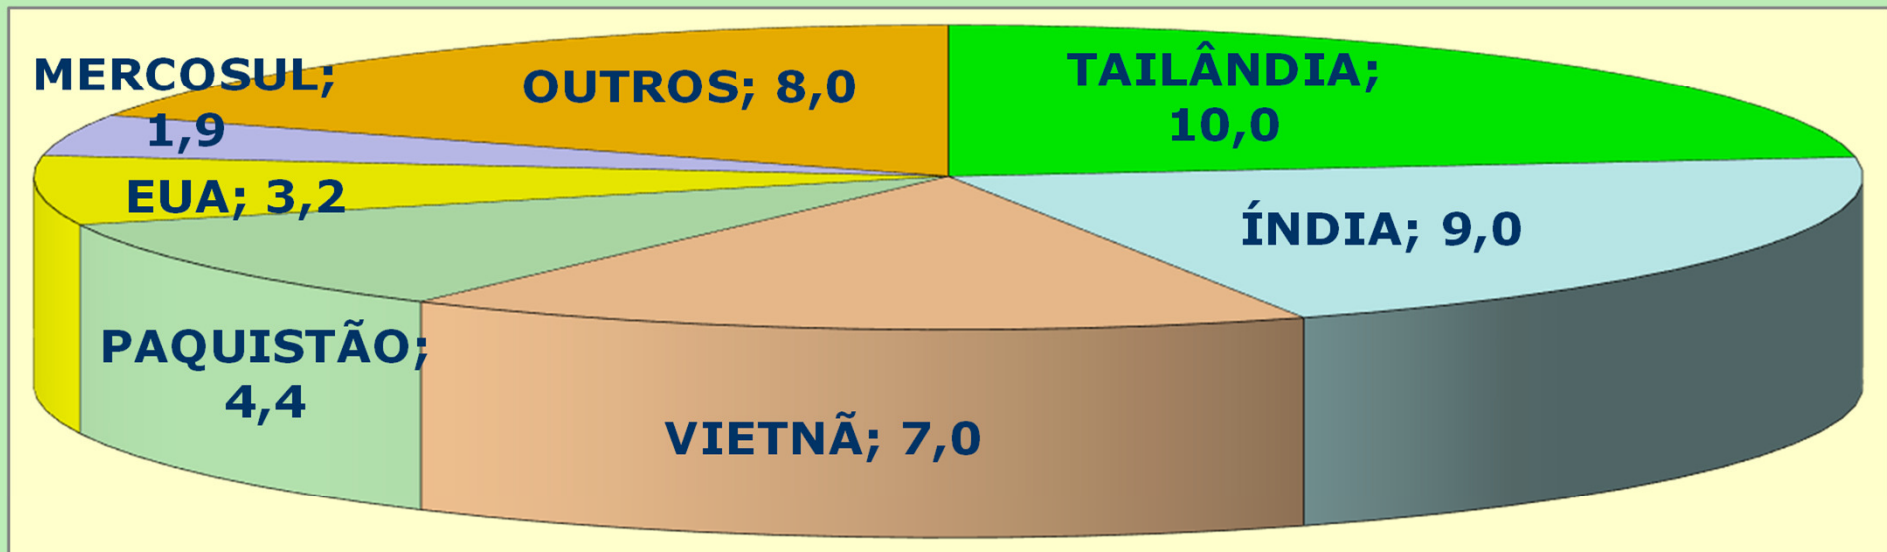 MERCOSUL;
1,9
OUTROS; 8,0
TAILÂNDIA;
10,0
EUA; 3,2
ÍNDIA; 9,0
PAQUISTÃO;
4,4
VIETNÃ; 7,0